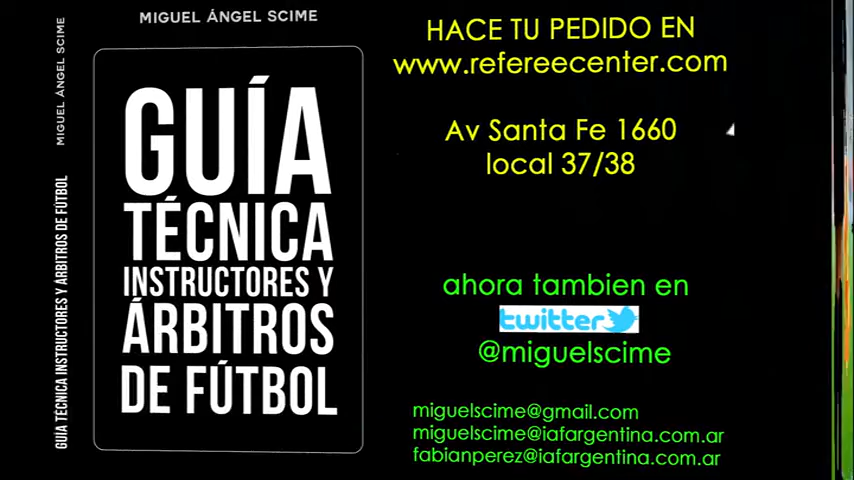 MIGUEL ÁNGEL SCIME
MIGUEL ÁNGEL SCIME
GUÍA TÉCNICA INSTRUCTORES Y ÁRBITROS DE FÚTBOL
GUÍA
TÉCNICA
INSTRUCTORES Y
ÁRBITROS
DE FÚTBOL
HACE TU PEDIDO EN
www.refereecenter.com
Av Santa Fe 1660
local 37/38
ahora tambien en
twitter
@miguelscime
miguelscime@gmail.com
miguelscime@iafargentina.com.ar
fabianperez@iafargentina.com.ar